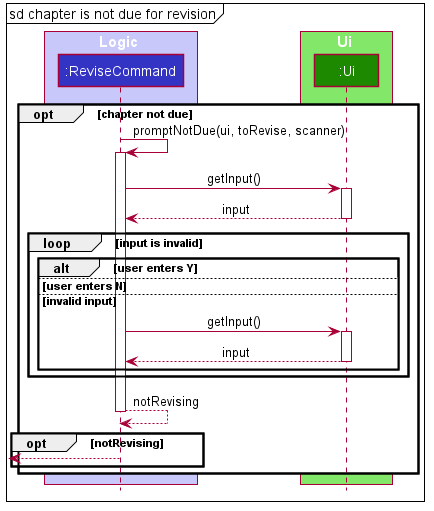 sd chapter is not due for revision
Logic
Ui
:ReviseCommand
:Ui
opt
[chapter not due]
promptNotDue(ui, toRevise, scanner)
getInput()
input
loop
[input is invalid]
alt
[user enters Y]
[user enters N]
[invalid input]
getInput()
input
notRevising
opt
[notRevising]